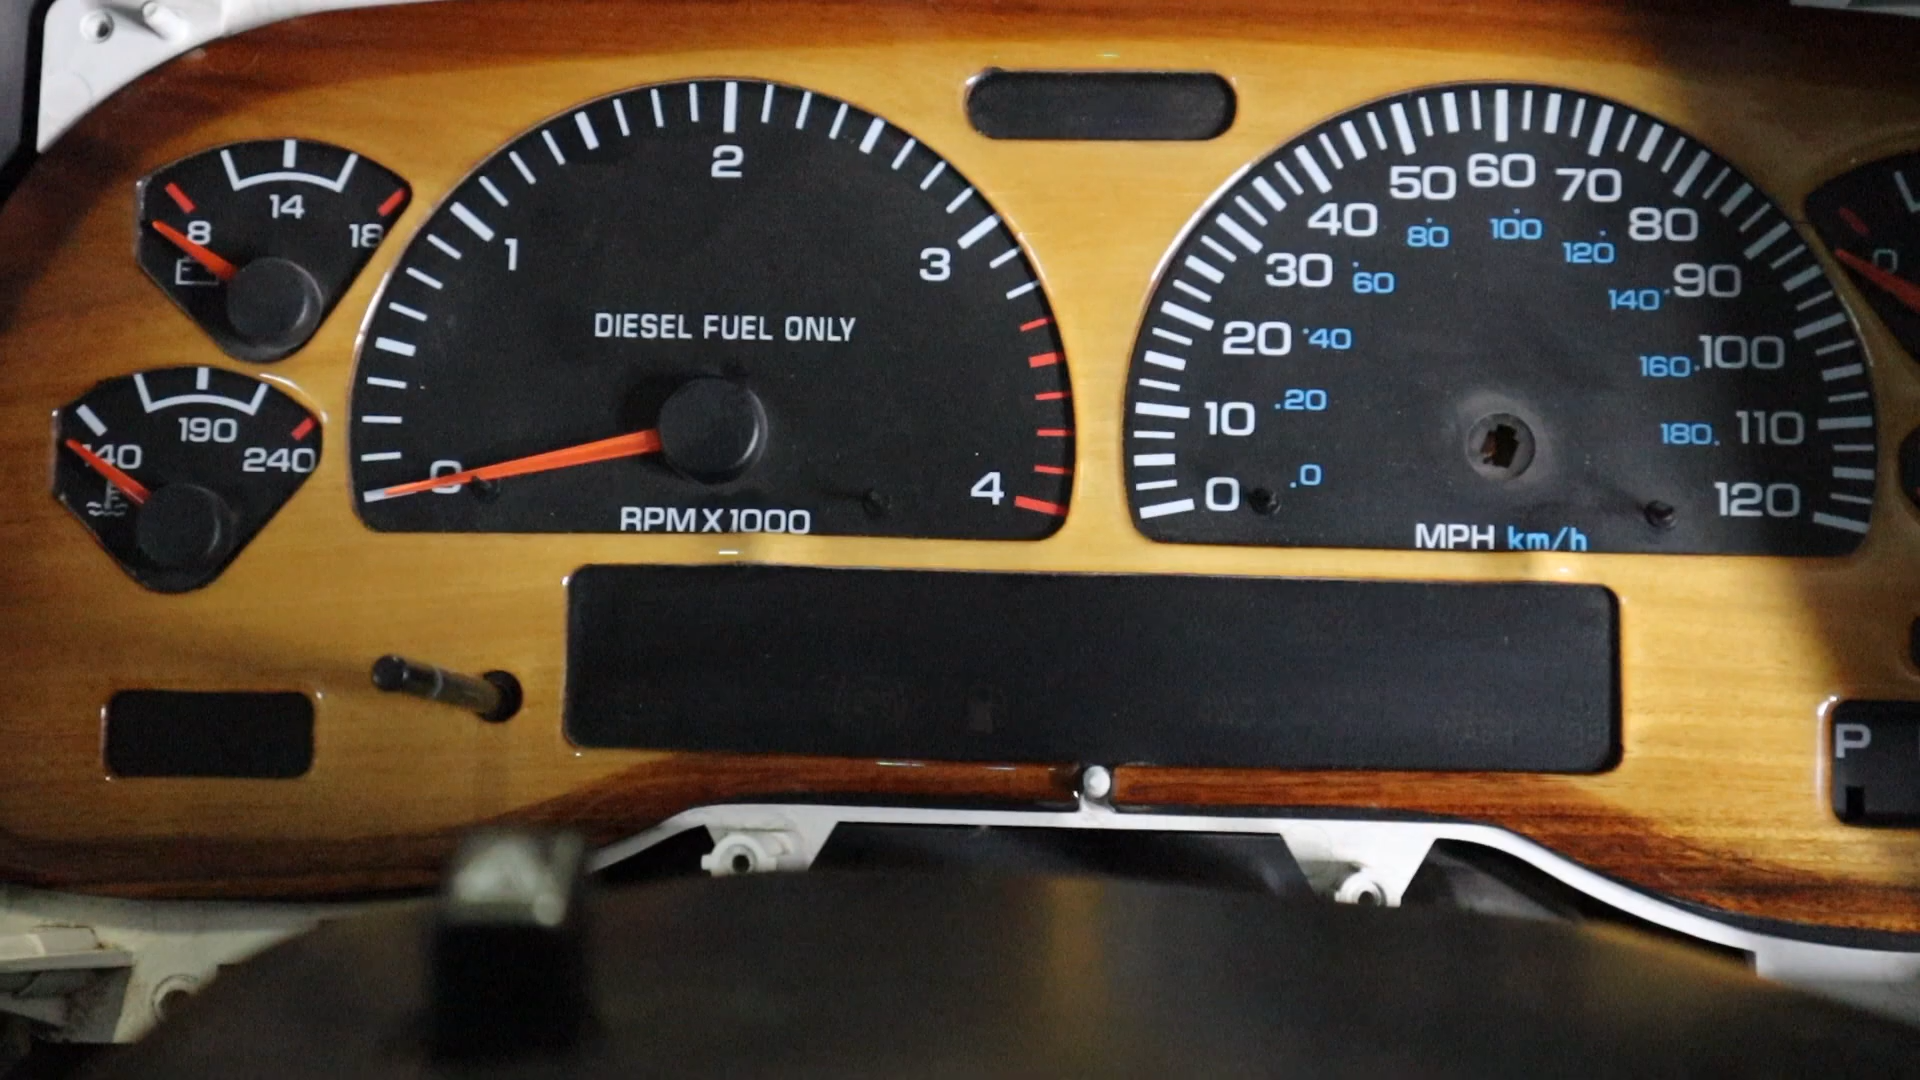 8 14 18
140 190 240
0 1 2 3 4
DIESEL FUEL ONLY
RPM X 1000
0 10 20 30 40 50 60 70 80 90 100 110 120
.0 .20 40 60 80 100 120 140 160 180
MPH km/h
0
P